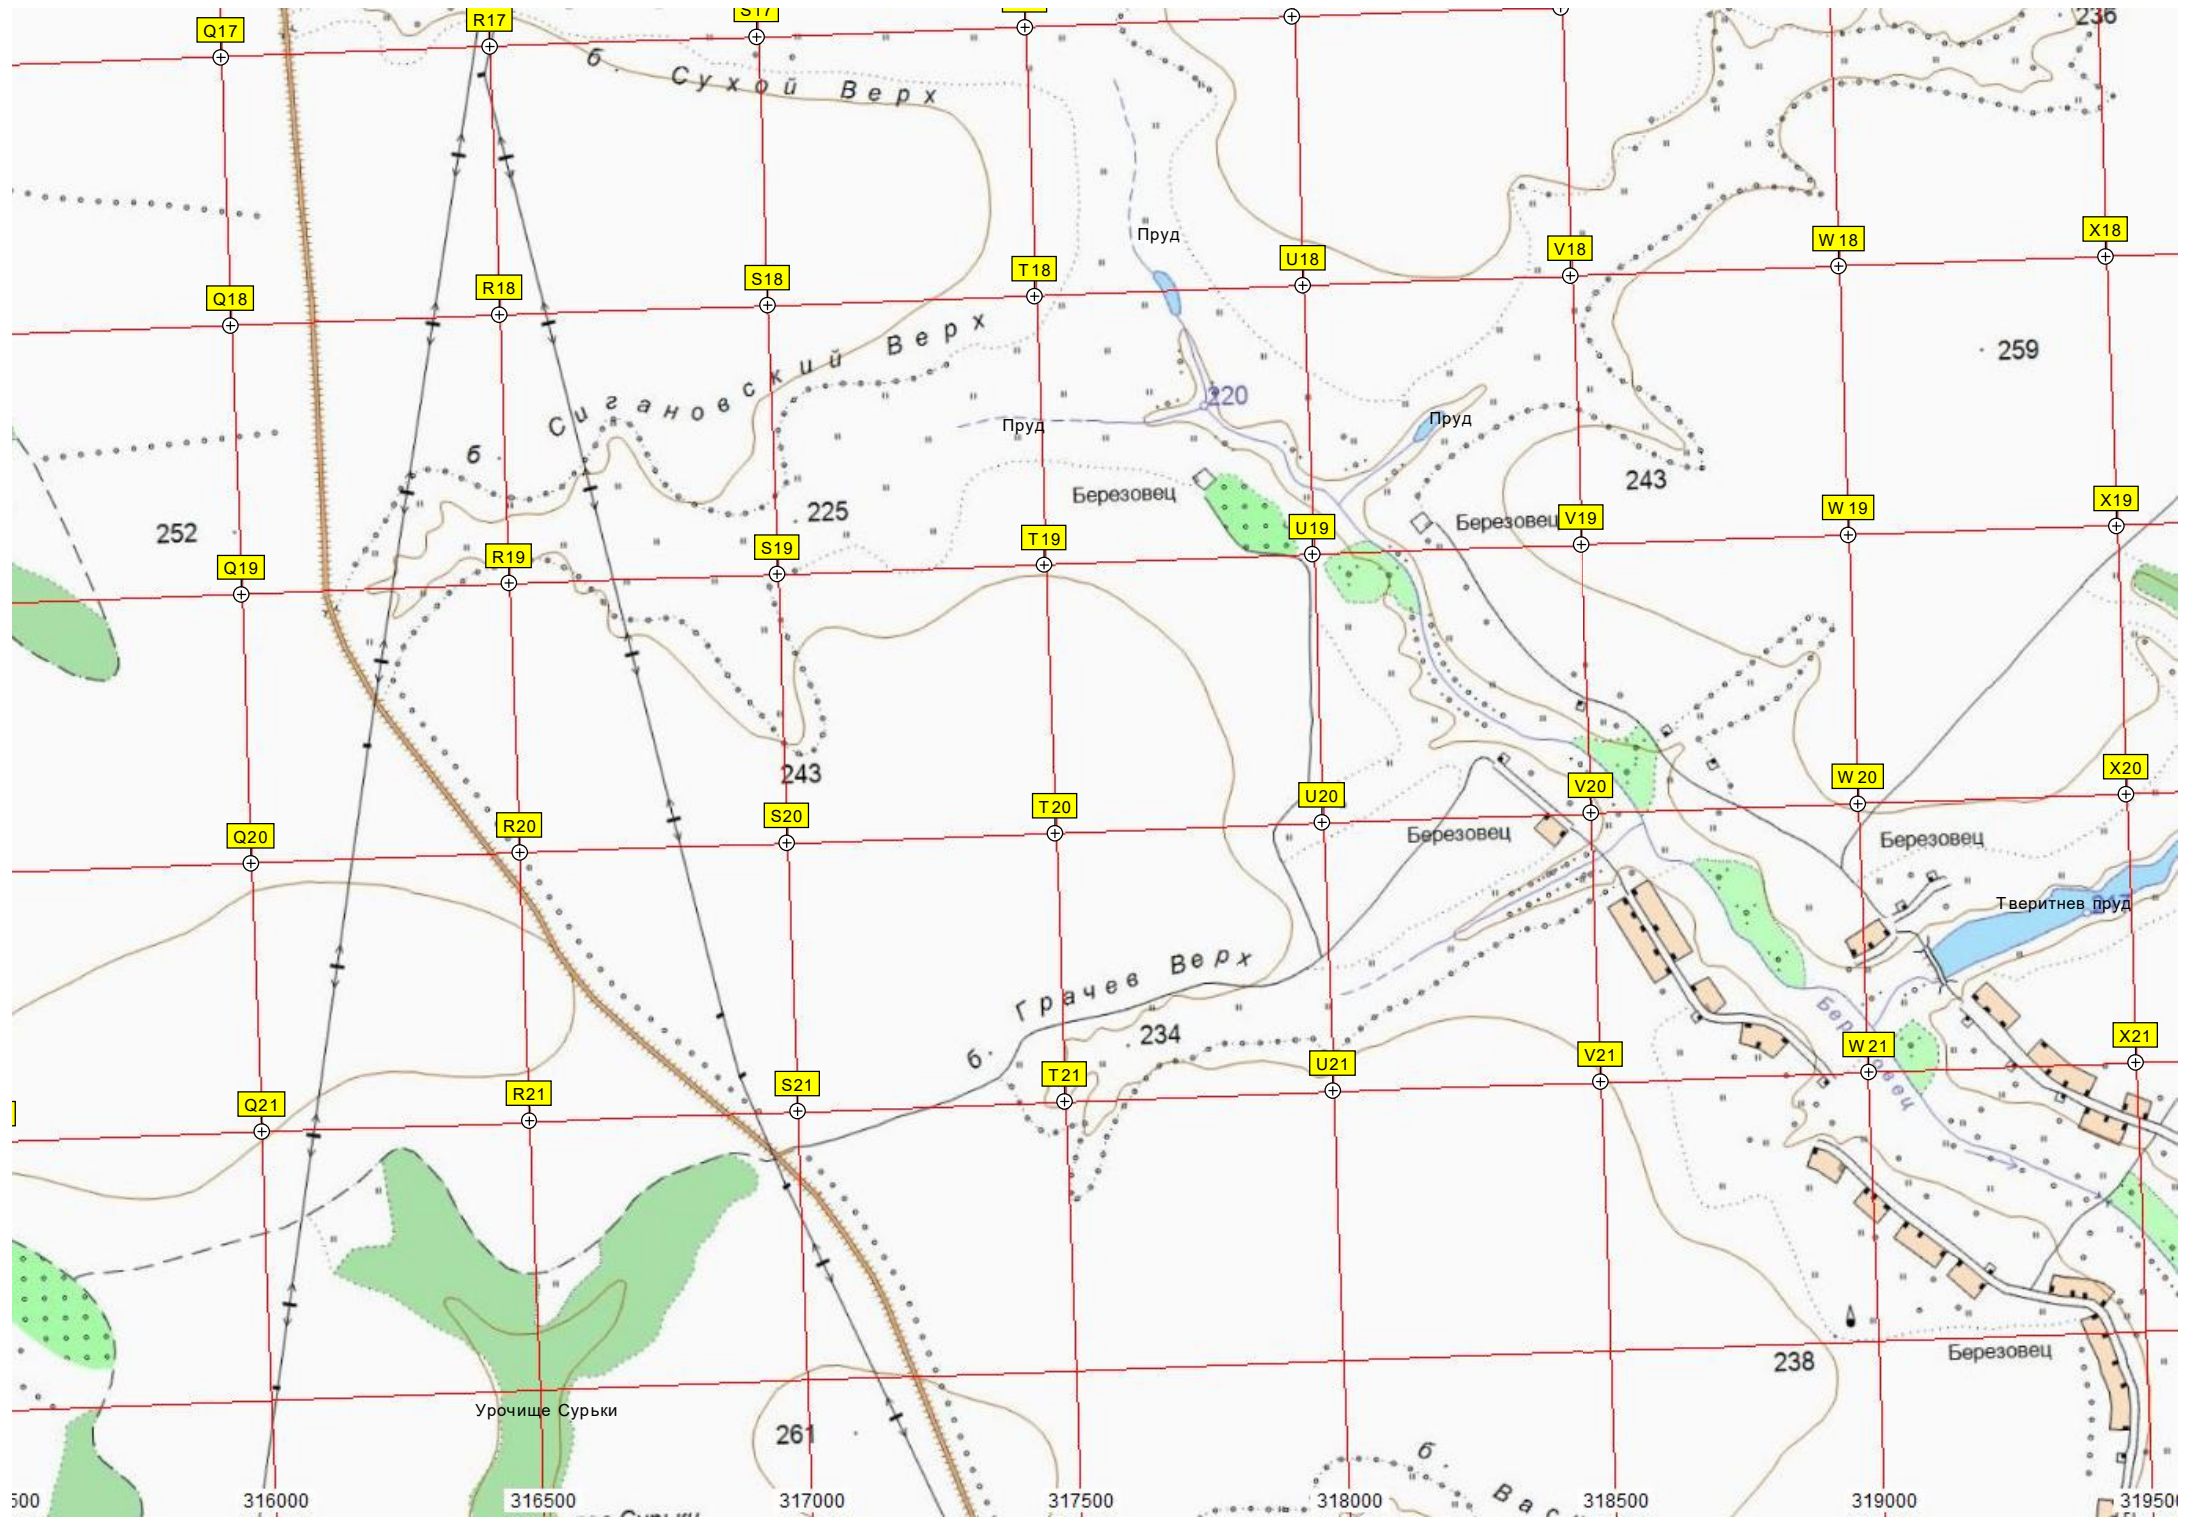 236
Q17
R17
S17
б. Сухой Верх
Пруд
Q18
R18
S18
T18
U18
V18
W18
X18
259
б. Сигановский Верх
220
Пруд
Пруд
243
Березовец
225
252
Березовец
Q19
R19
S19
T19
U19
V19
W19
X19
243
Q20
R20
S20
T20
U20
V20
W20
X20
Березовец
Березовец
Тверитнев пруд
б. Грачев Верх
234
Q21
R21
S21
T21
U21
V21
W21
X21
238
Березовец
Урочище Сурьки
261
б. Вас
316000
316500
317000
317500
318000
318500
319000